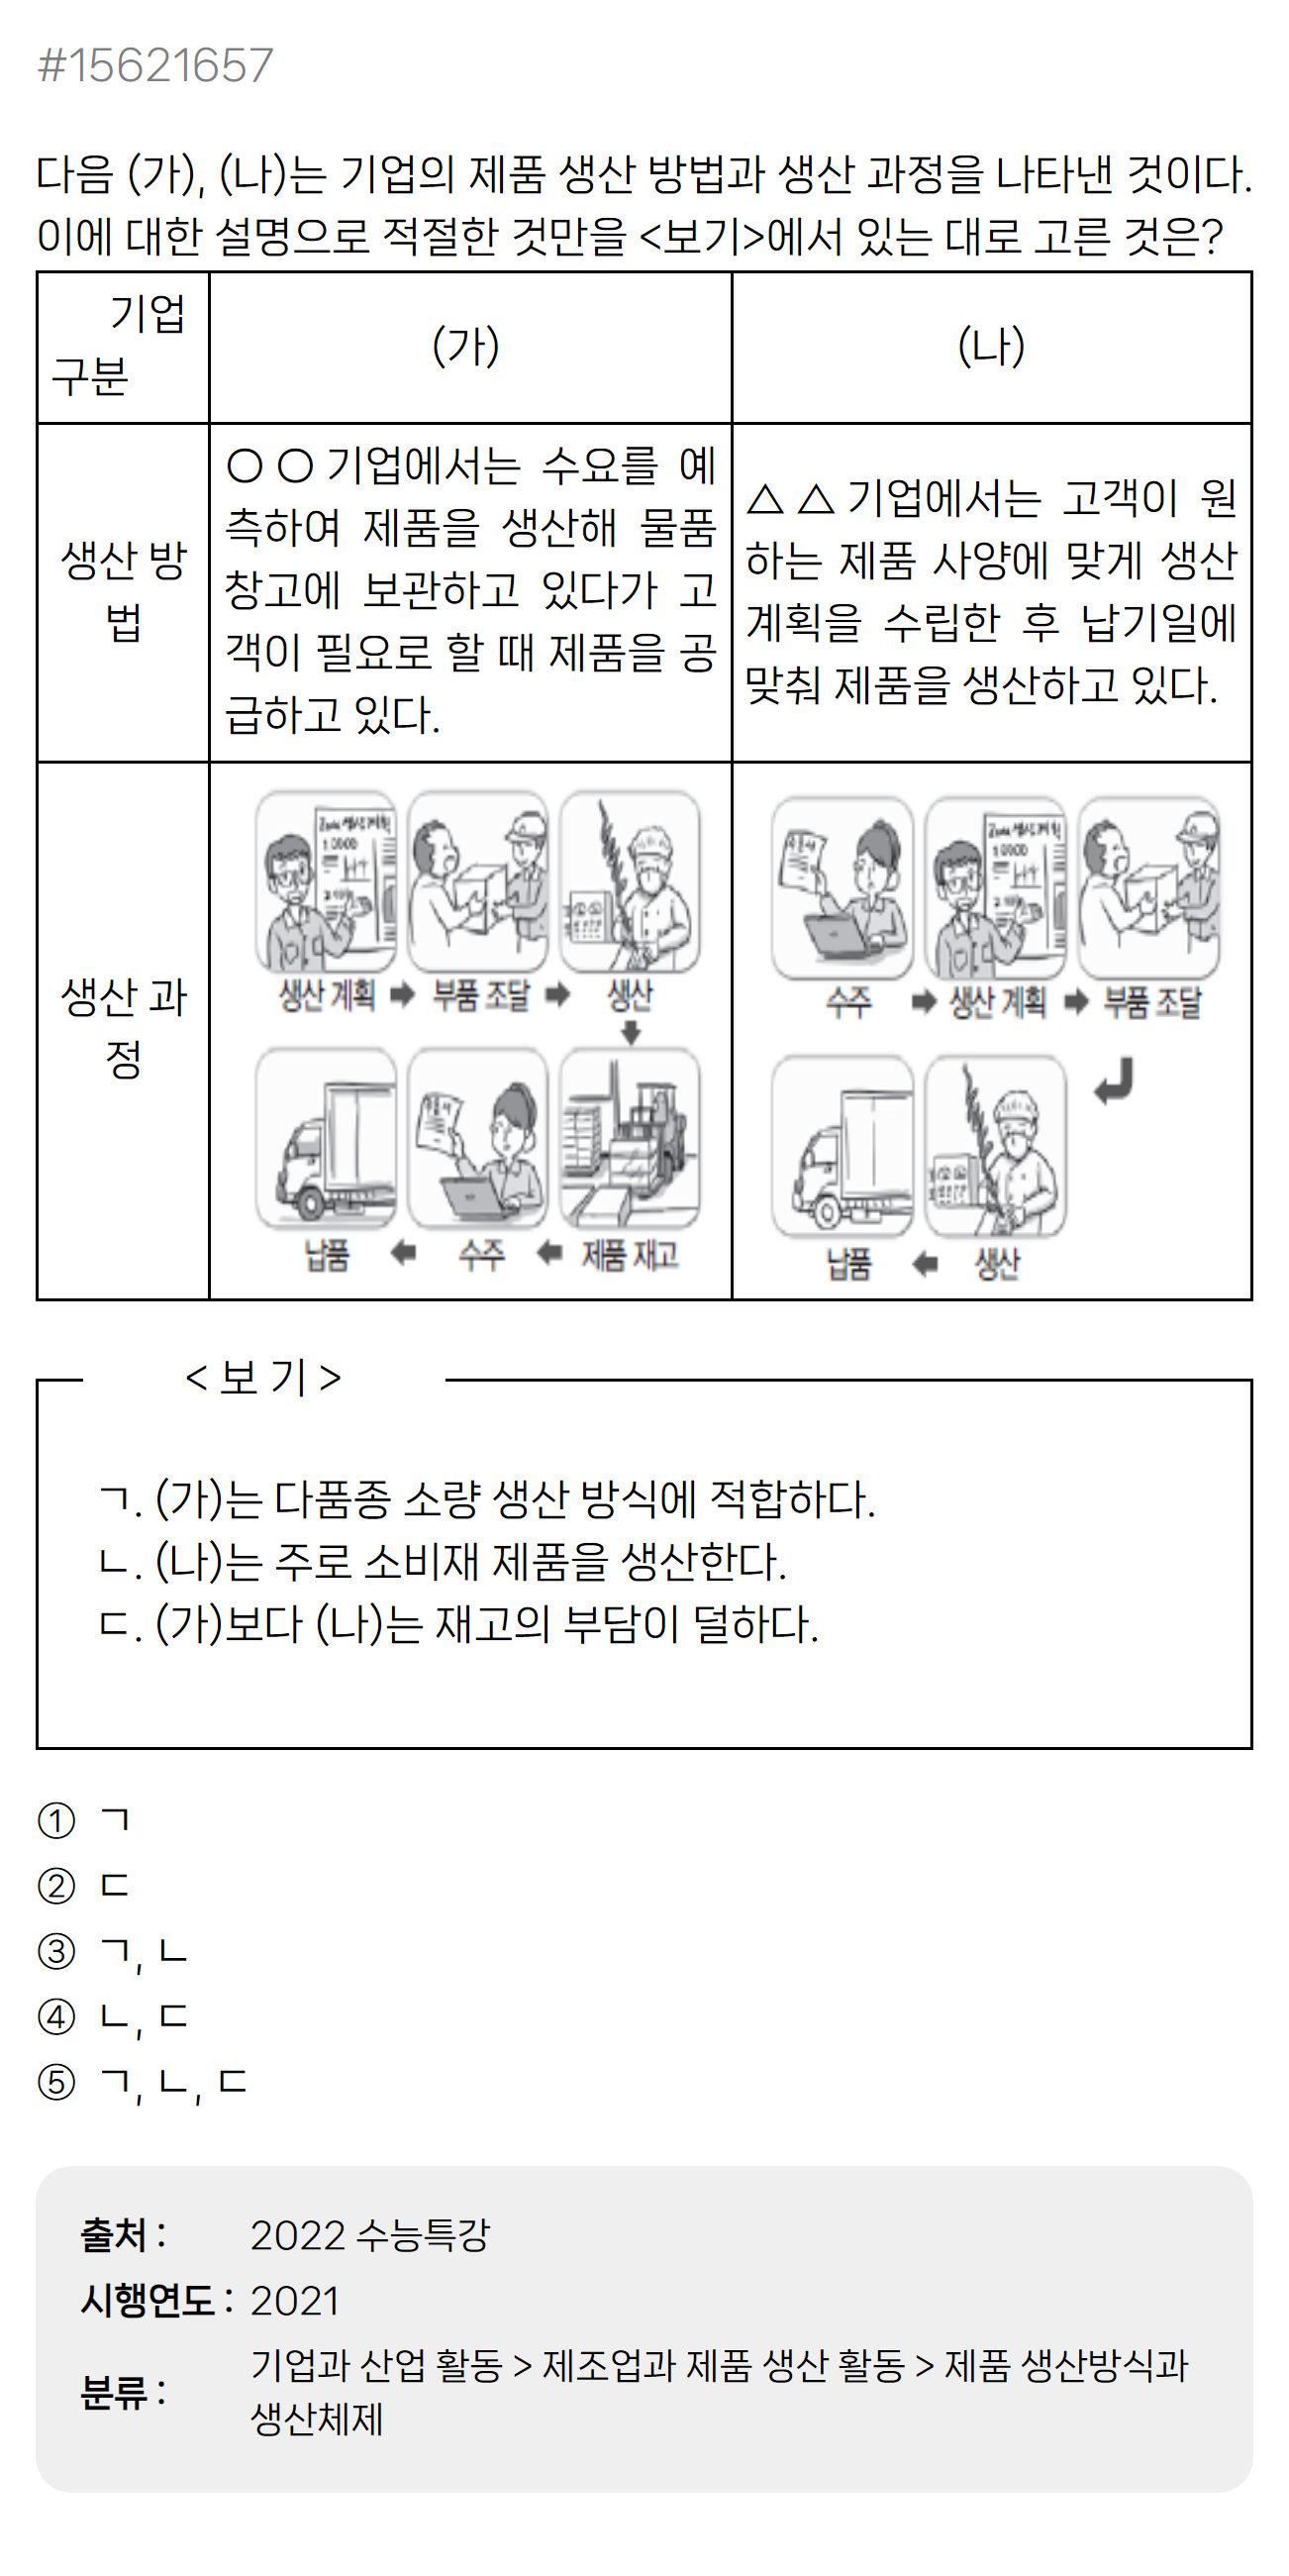 #15621657
다음 (가), (나)는 기업의 제품 생산 방법과 생산 과정을 나타낸 것이다.
이에 대한 설명으로 적절한 것만을 <보기>에서 있는 대로 고른 것은?
기업
구분
(가)
(나)
생산 방
법
○○기업에서는 수요를 예
측하여 제품을 생산해 물품
창고에 보관하고 있다가 고
객이 필요로 할 때 제품을 공
급하고 있다.
△△기업에서는 고객이 원
하는 제품 사양에 맞게 생산
계획을 수립한 후 납기일에
맞춰 제품을 생산하고 있다.
생산 과
정
생산 계획 ➡ 부품 조달 ➡ 생산
납품 ⬅ 수주 ⬅ 제품 재고
수주 ➡ 생산 계획 ➡ 부품 조달
납품 ⬅ 생산
< 보 기 >
ㄱ. (가)는 다품종 소량 생산 방식에 적합하다.
ㄴ. (나)는 주로 소비재 제품을 생산한다.
ㄷ. (가)보다 (나)는 재고의 부담이 덜하다.
① ㄱ
② ㄷ
③ ㄱ, ㄴ
④ ㄴ, ㄷ
⑤ ㄱ, ㄴ, ㄷ
출처 : 2022 수능특강
시행연도 : 2021
분류 : 기업과 산업 활동 > 제조업과 제품 생산 활동 > 제품 생산방식과
생산체제